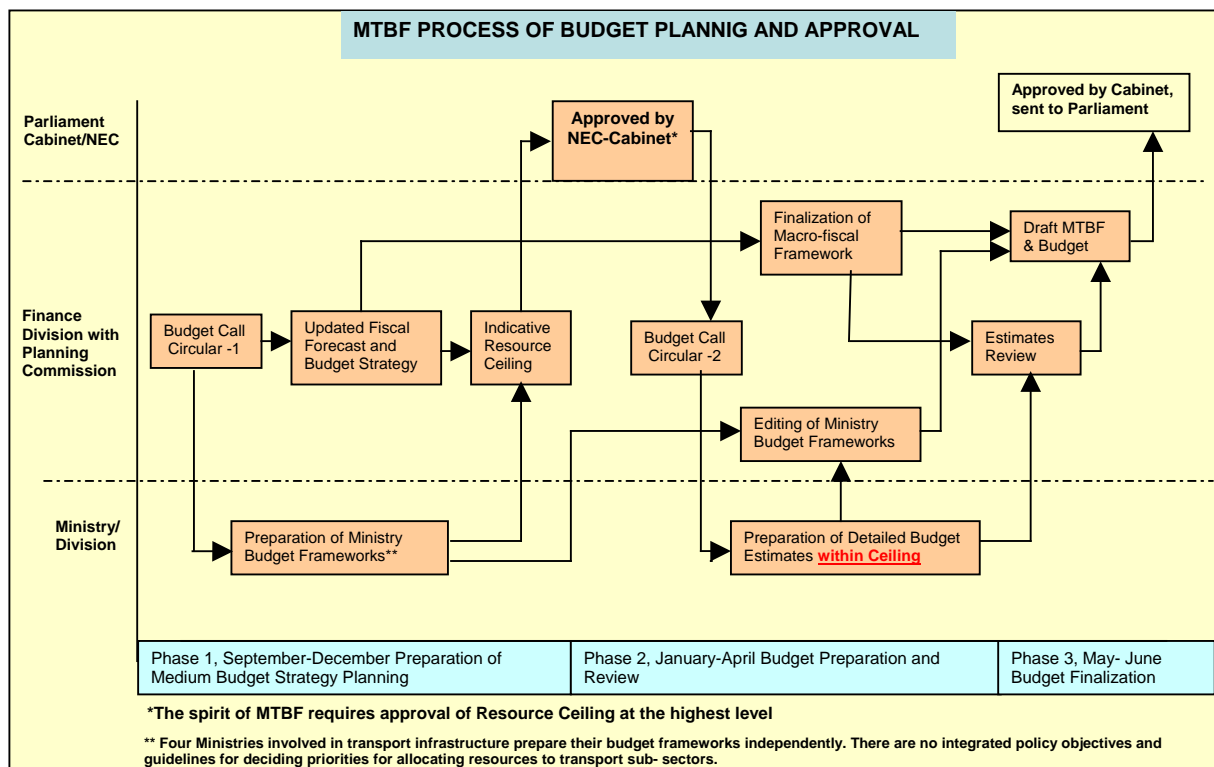 MTBF PROCESS OF BUDGET PLANNIG AND APPROVAL
Parliament
Cabinet/NEC
Approved by
NEC-Cabinet*
Approved by Cabinet,
sent to Parliament
Finance
Division with
Planning
Commission
Budget Call
Circular -1
Updated Fiscal
Forecast and
Budget Strategy
Indicative
Resource
Ceiling
Budget Call
Circular -2
Finalization of
Macro-fiscal
Framework
Draft MTBF
& Budget
Estimates
Review
Editing of Ministry
Budget Frameworks
Ministry/
Division
Preparation of Ministry
Budget Frameworks**
Preparation of Detailed Budget
Estimates within Ceiling
Phase 1, September-December Preparation of
Medium Budget Strategy Planning
Phase 2, January-April Budget Preparation and
Review
Phase 3, May- June
Budget Finalization
*The spirit of MTBF requires approval of Resource Ceiling at the highest level
** Four Ministries involved in transport infrastructure prepare their budget frameworks independently. There are no integrated policy objectives and
guidelines for deciding priorities for allocating resources to transport sub- sectors.